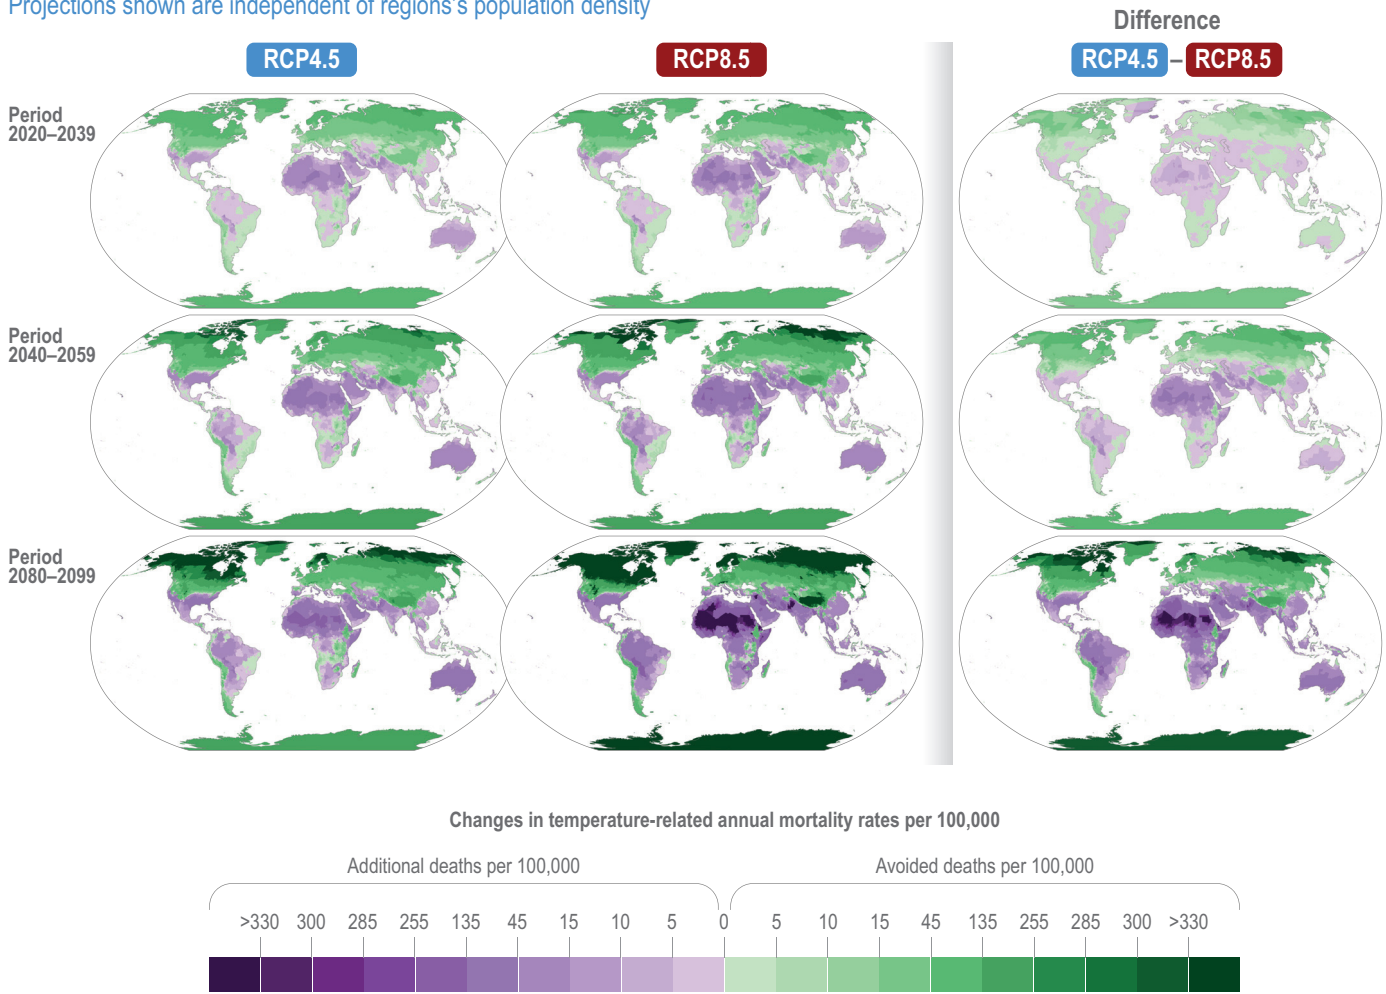 Projections shown are independent of regions's population density
Difference
RCP4.5
RCP8.5
RCP4.5 – RCP8.5
Period
2020–2039
Period
2040–2059
Period
2080–2099
Changes in temperature-related annual mortality rates per 100,000
Additional deaths per 100,000
Avoided deaths per 100,000
>330 300 285 255 135 45 15 10 5 0 5 10 15 45 135 255 285 300 >330